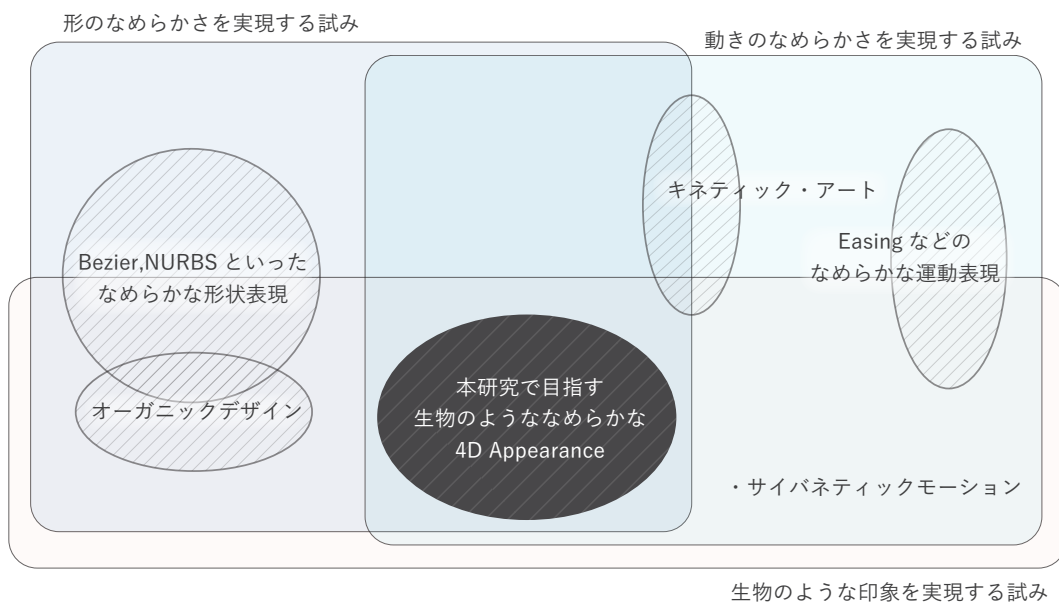 形のなめらかさを実現する試み
動きのなめらかさを実現する試み
キネティック・アート
Easing などの
なめらかな運動表現
Bezier,NURBS といった
なめらかな形状表現
オーガニックデザイン
本研究で目指す
生物のようななめらかな
4D Appearance
・サイバネティックモーション
生物のような印象を実現する試み